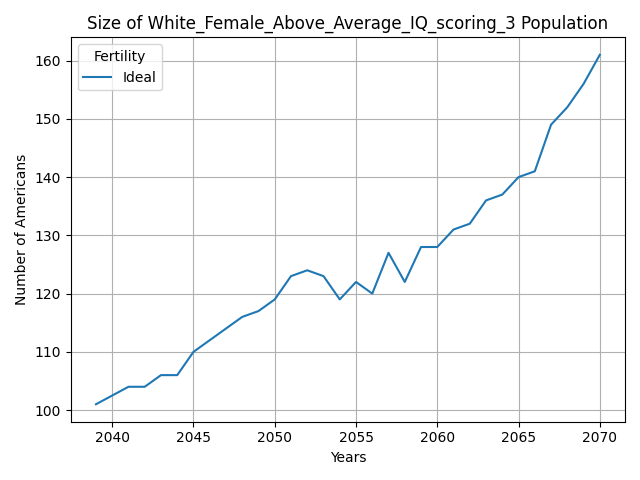 Size of White_Female_Above_Average_IQ_scoring_3 Population
Fertility
Ideal
Number of Americans
160
150
140
130
120
110
100
2040 2045 2050 2055 2060 2065 2070
Years